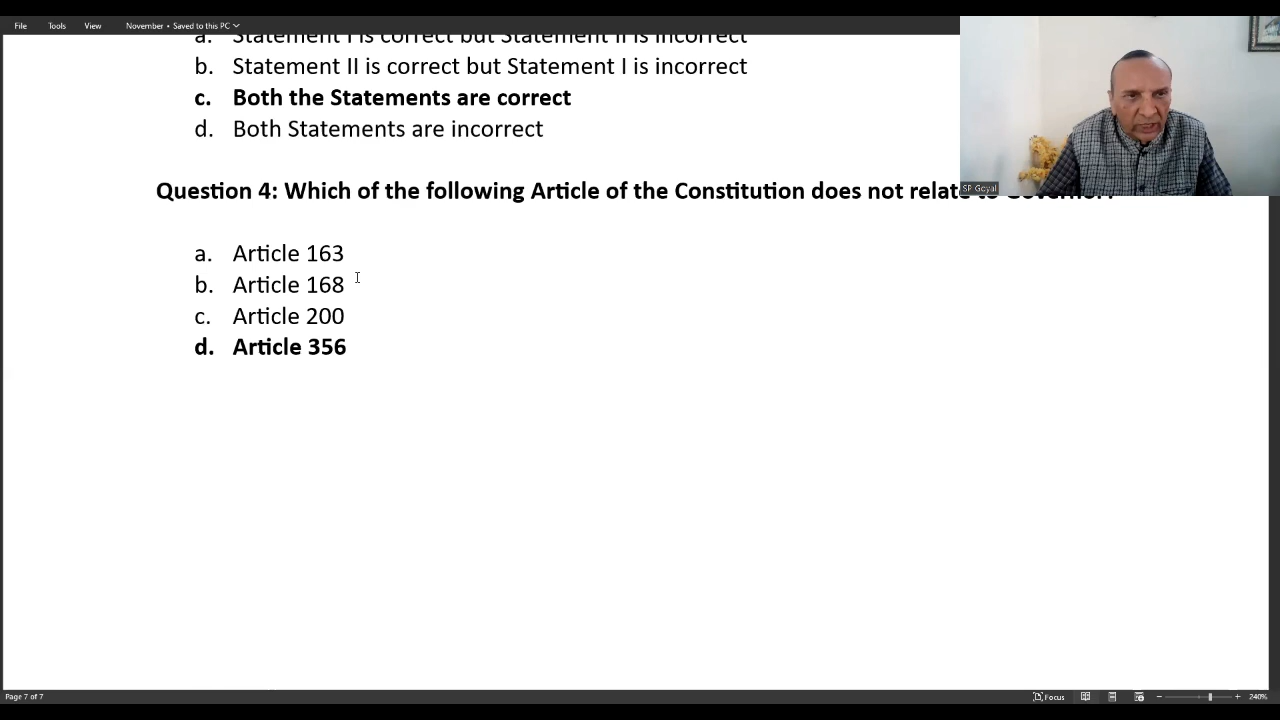 File Tools View November • Saved to this PC
a. Statement I is correct but Statement II is incorrect
b. Statement II is correct but Statement I is incorrect
c. Both the Statements are correct
d. Both Statements are incorrect
SP Goyal
Question 4: Which of the following Article of the Constitution does not relate to Governor?
a. Article 163
b. Article 168
c. Article 200
d. Article 356
Page 7 of 7 Focus 240%